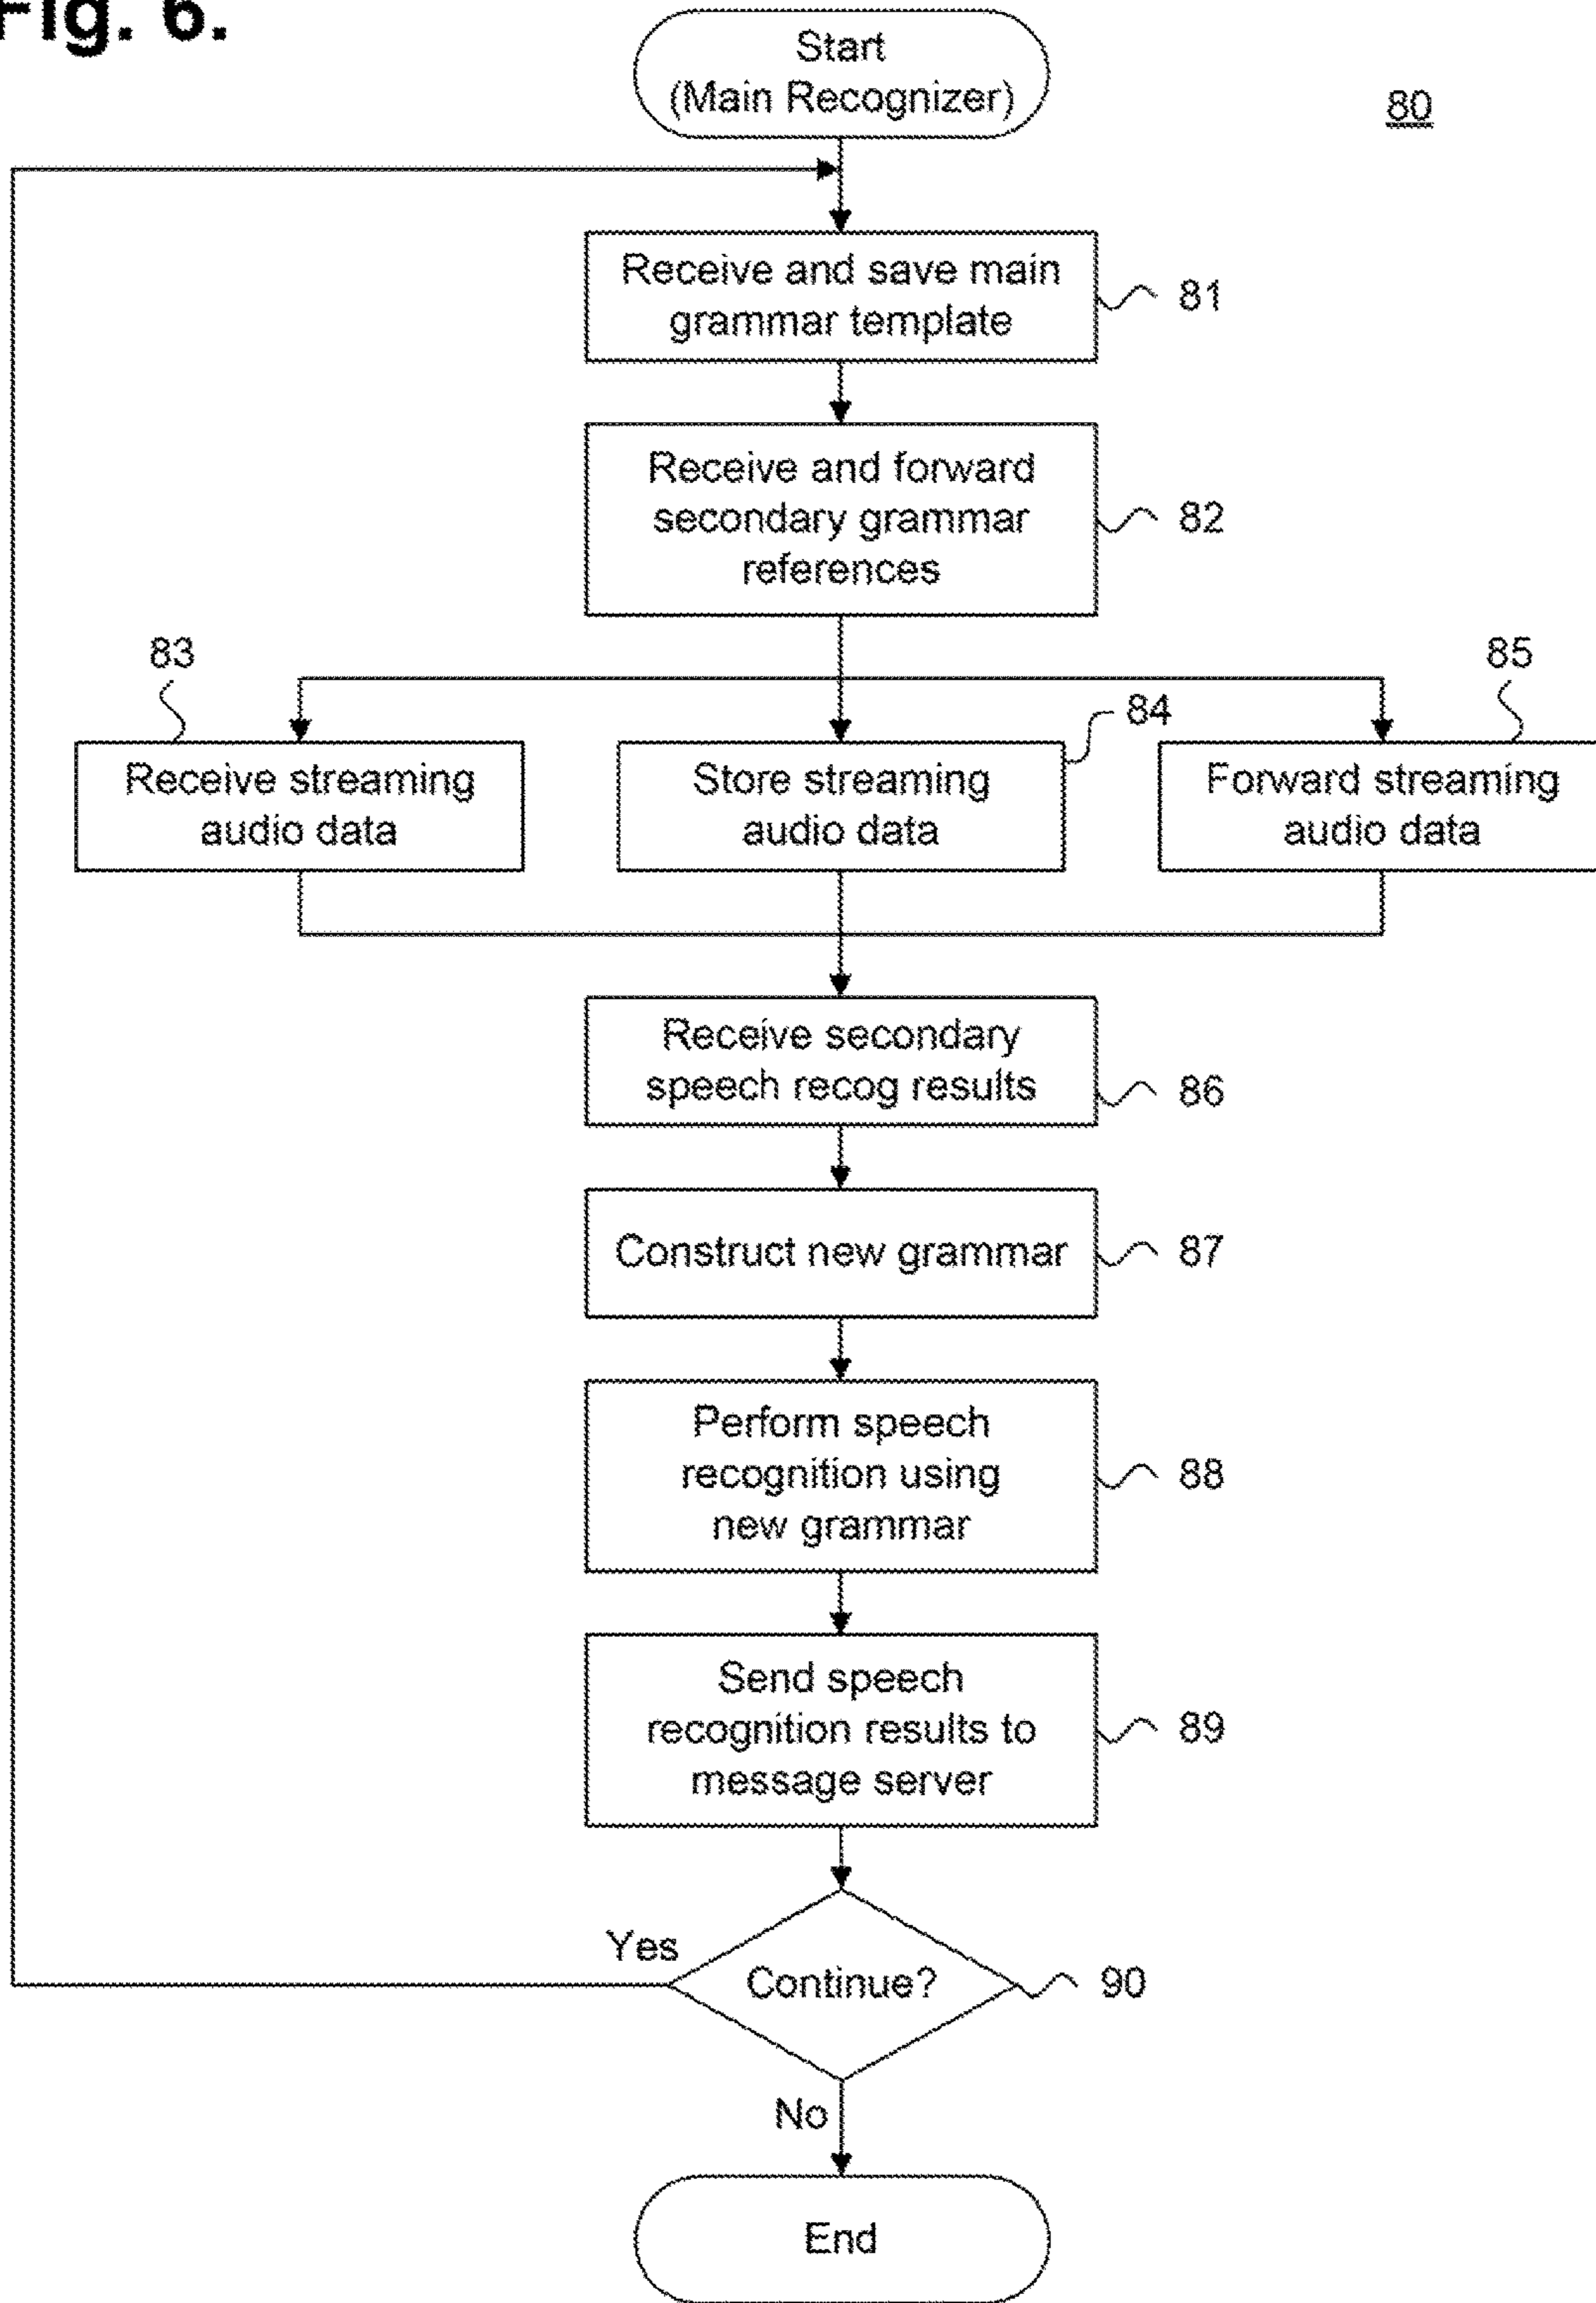 Fig. 6.
Start
(Main Recognizer)
80
Receive and save main
grammar template
81
Receive and forward
secondary grammar
references
82
83
Receive streaming
audio data
84
Store streaming
audio data
85
Forward streaming
audio data
Receive secondary
speech recog results
86
Construct new grammar
87
Perform speech
recognition using
new grammar
88
Send speech
recognition results to
message server
89
Yes
Continue?
90
No
End